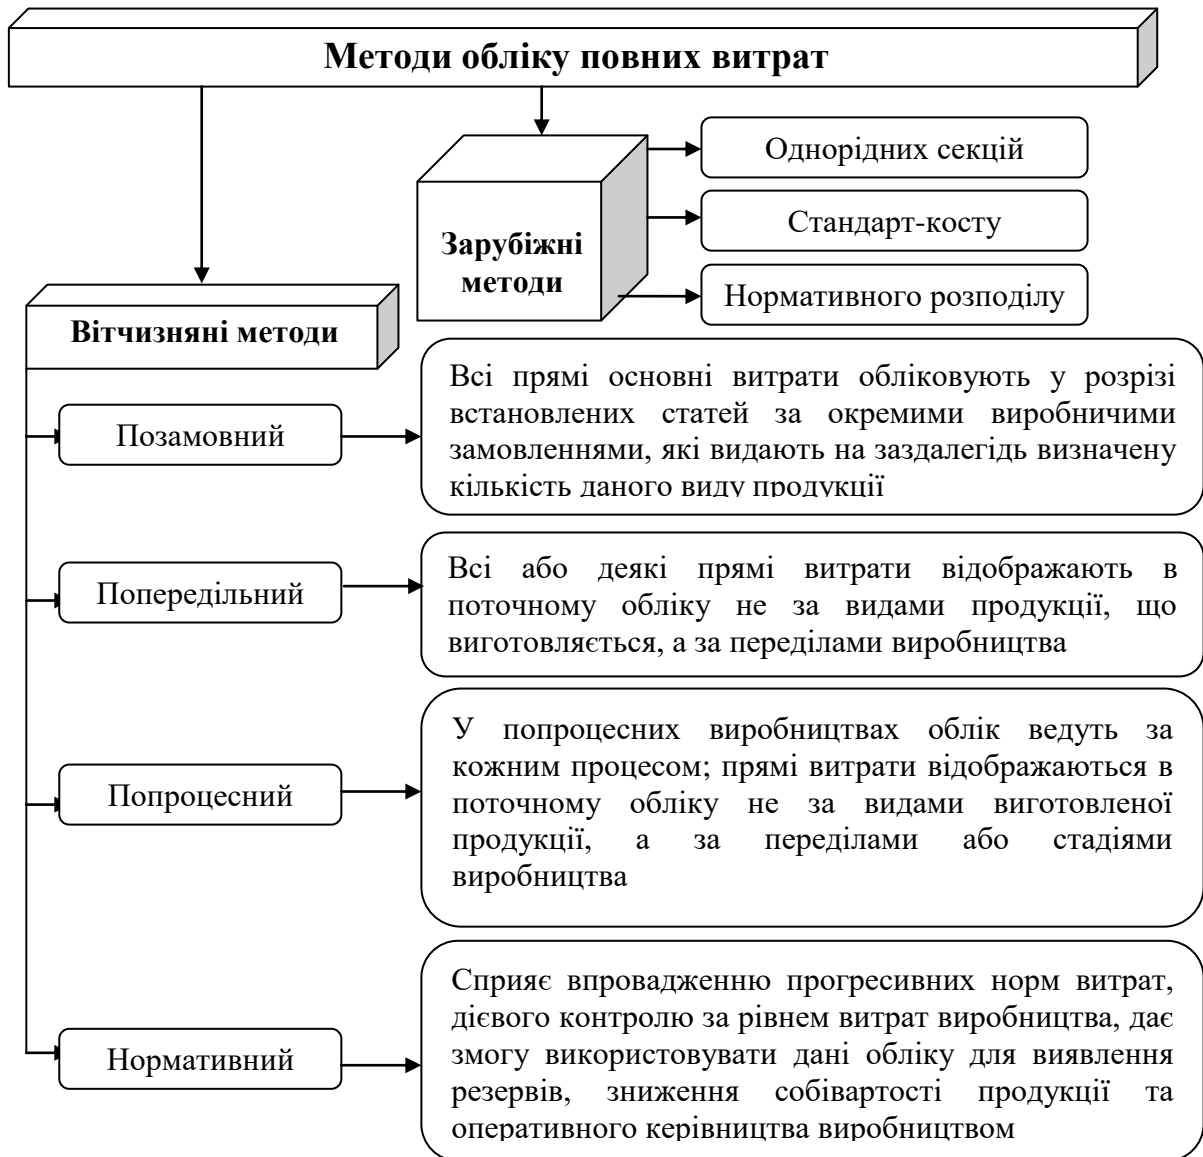 Методи обліку повних витрат
Однорідних секцій
Стандарт-косту
Нормативного розподілу
Зарубіжні
методи
Вітчизняні методи
Позамовний
Всі прямі основні витрати обліковують у розрізі
встановлених статей за окремими виробничими
замовленнями, які видають на заздалегідь визначену
кількість даного виду продукції
Попередільний
Всі або деякі прямі витрати відображають в
поточному обліку не за видами продукції, що
виготовляється, а за переділами виробництва
Попроцесний
У попроцесних виробництвах облік ведуть за
кожним процесом; прямі витрати відображаються в
поточному обліку не за видами виготовленої
продукції, а за переділами або стадіями
виробництва
Нормативний
Сприяє впровадженню прогресивних норм витрат,
дієвого контролю за рівнем витрат виробництва, дає
змогу використовувати дані обліку для виявлення
резервів, зниження собівартості продукції та
оперативного керівництва виробництвом